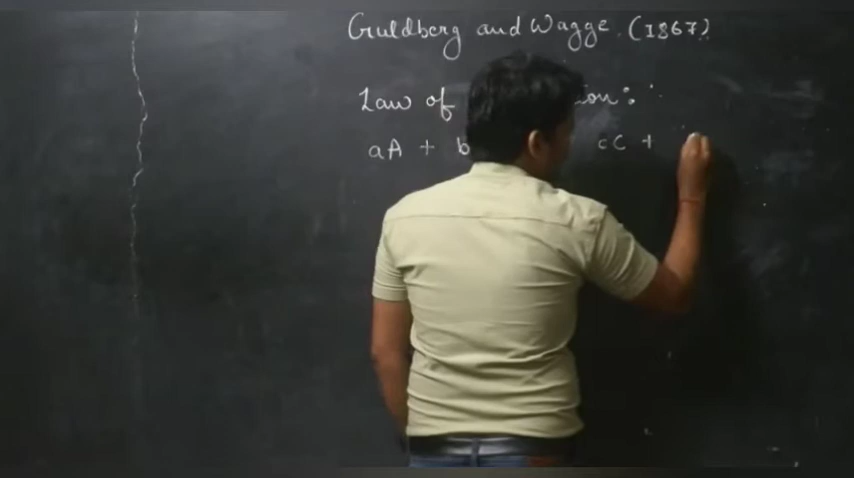 Guldberg and Wagge. (1867)
Law of
aA + b cC +